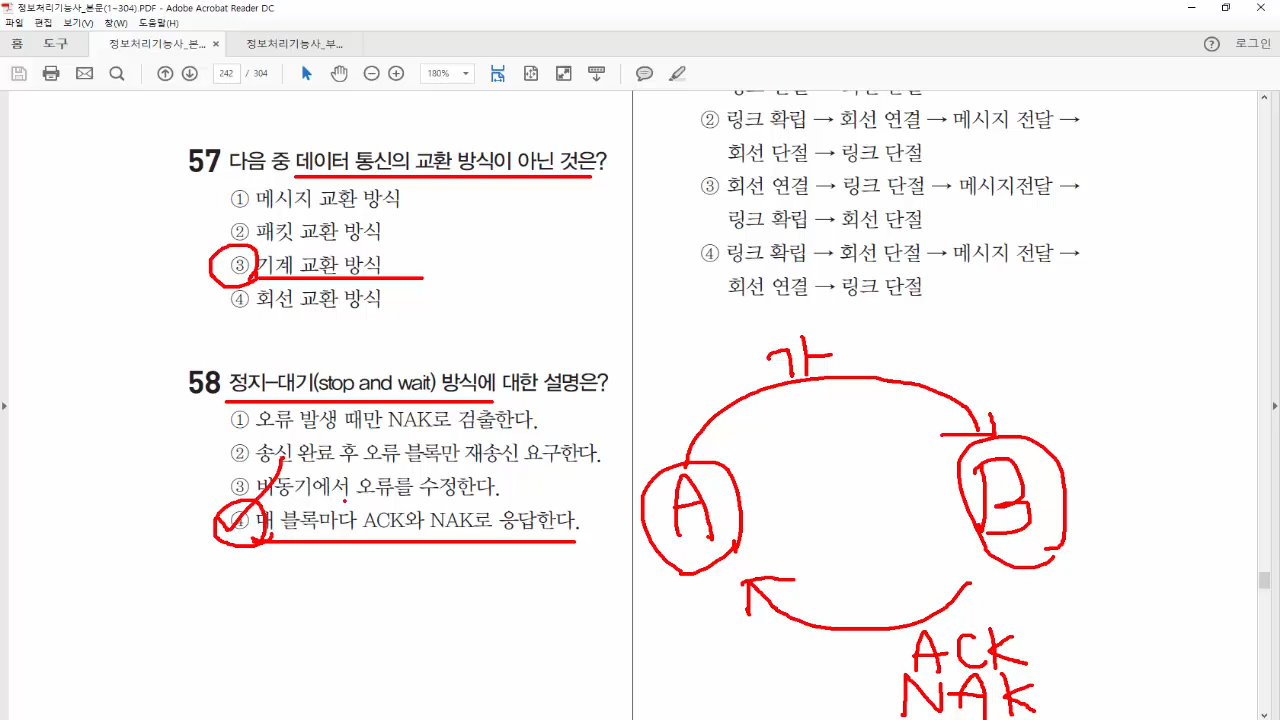 정보처리기능사_본문(1~304).PDF - Adobe Acrobat Reader DC
파일 편집 보기(V) 창(W) 도움말(H)
홈 도구 정보처리기능사_본... × 정보처리기능사_부... 로그인
242 / 304 180%
57 다음 중 데이터 통신의 교환 방식이 아닌 것은?
① 메시지 교환 방식
② 패킷 교환 방식
③ 기계 교환 방식
④ 회선 교환 방식
58 정지-대기(stop and wait) 방식에 대한 설명은?
① 오류 발생 때만 NAK로 검출한다.
② 송신 완료 후 오류 블록만 재송신 요구한다.
③ 비동기에서 오류를 수정한다.
④ 매 블록마다 ACK와 NAK로 응답한다.
② 링크 확립 → 회선 연결 → 메시지 전달 →
회선 단절 → 링크 단절
③ 회선 연결 → 링크 단절 → 메시지전달 →
링크 확립 → 회선 단절
④ 링크 확립 → 회선 단절 → 메시지 전달 →
회선 연결 → 링크 단절
가
A
B
ACK
NAK